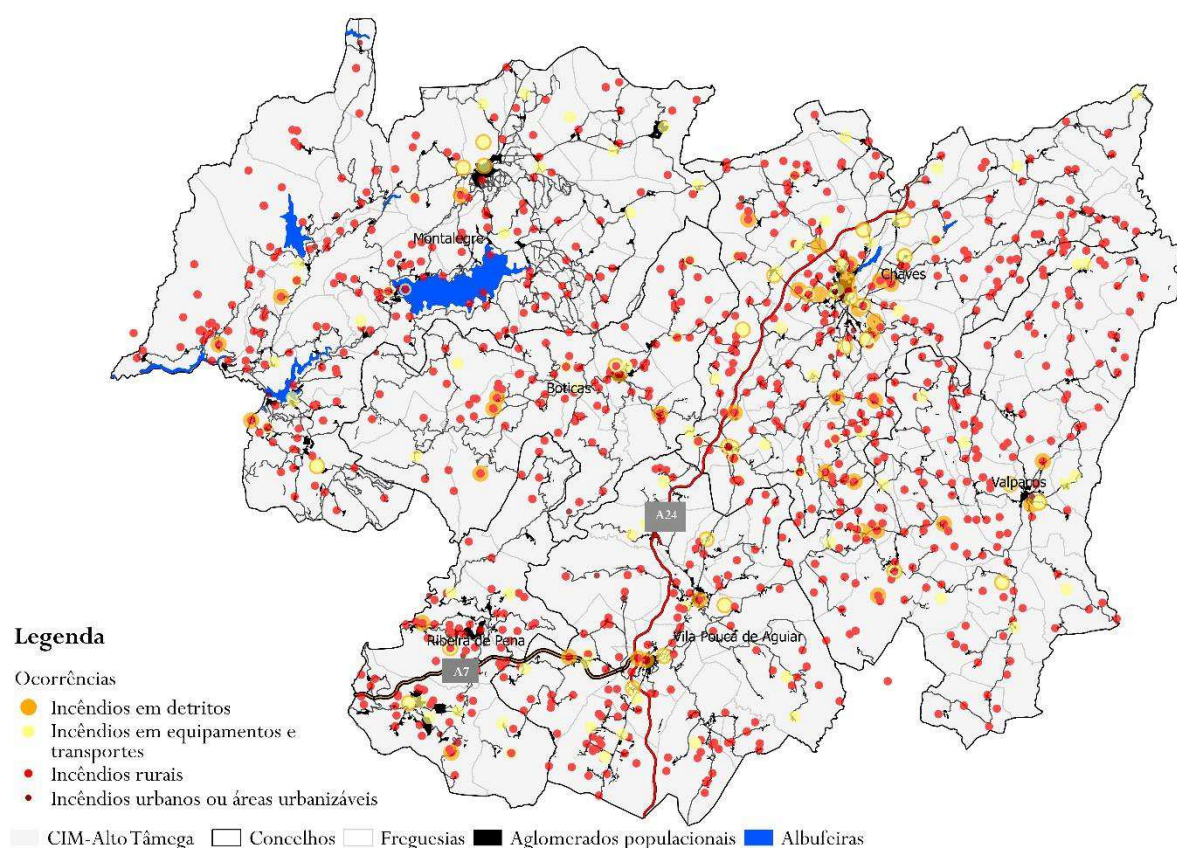 Montalegre
Chaves
Boticas
Valpaços
A24
Ribeira de Pena
Vila Pouca de Aguiar
A7
Legenda
Ocorrências
Incêndios em detritos
Incêndios em equipamentos e
transportes
Incêndios rurais
Incêndios urbanos ou áreas urbanizáveis
CIM-Alto Tâmega Concelhos Freguesias Aglomerados populacionais Albufeiras